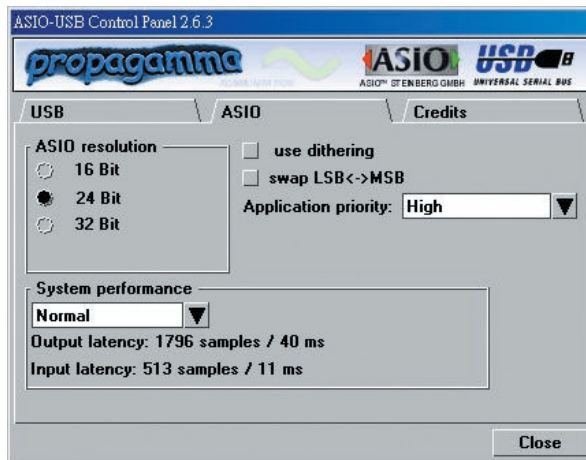 ASIO-USB Control Panel 2.6.3
propagamma
ASIO
ASIO™ STEINBERG GMBH
USB
UNIVERSAL SERIAL BUS
USB
ASIO
Credits
ASIO resolution
16 Bit
24 Bit
32 Bit
use dithering
swap LSB<->MSB
Application priority: High
System performance
Normal
Output latency: 1796 samples / 40 ms
Input latency: 513 samples / 11 ms
Close